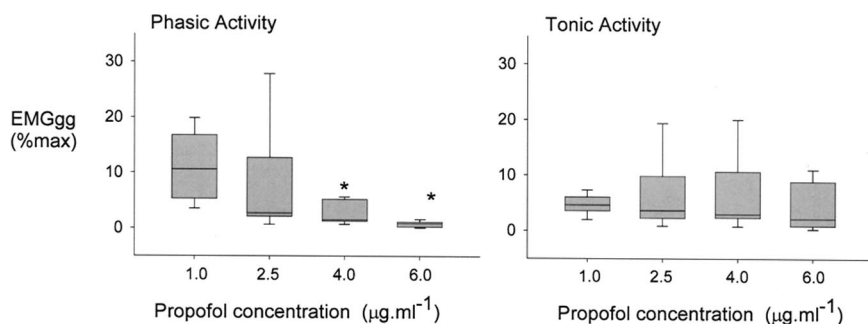 Phasic Activity
30
20
10
0
EMGgg
(%max)
*
*
1.0 2.5 4.0 6.0
Propofol concentration (μg.ml⁻¹)
Tonic Activity
30
20
10
0
1.0 2.5 4.0 6.0
Propofol concentration (μg.ml⁻¹)